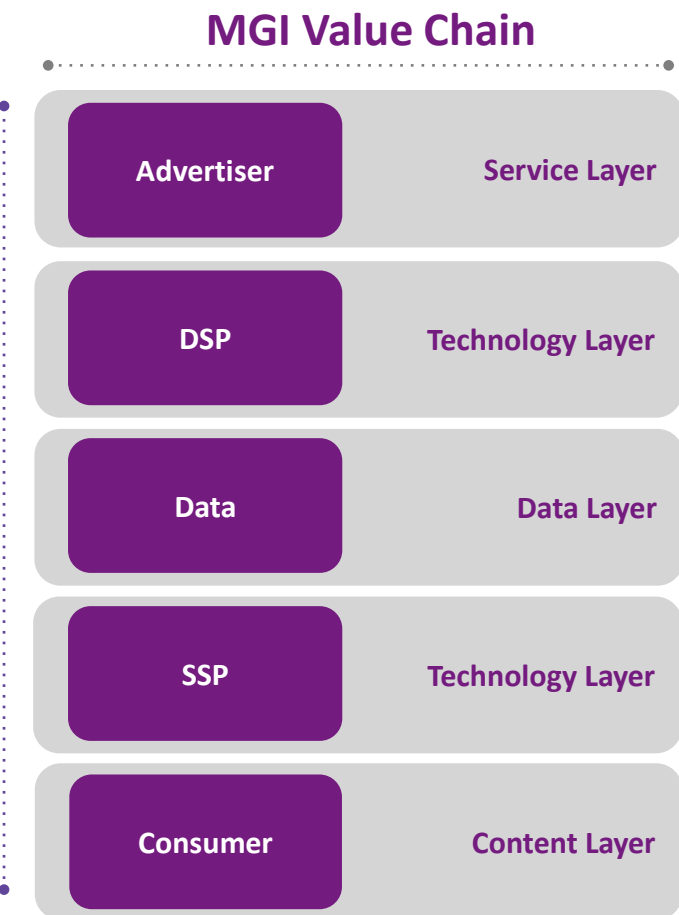 MGI Value Chain
Advertiser
Service Layer
DSP
Technology Layer
Data
Data Layer
SSP
Technology Layer
Consumer
Content Layer